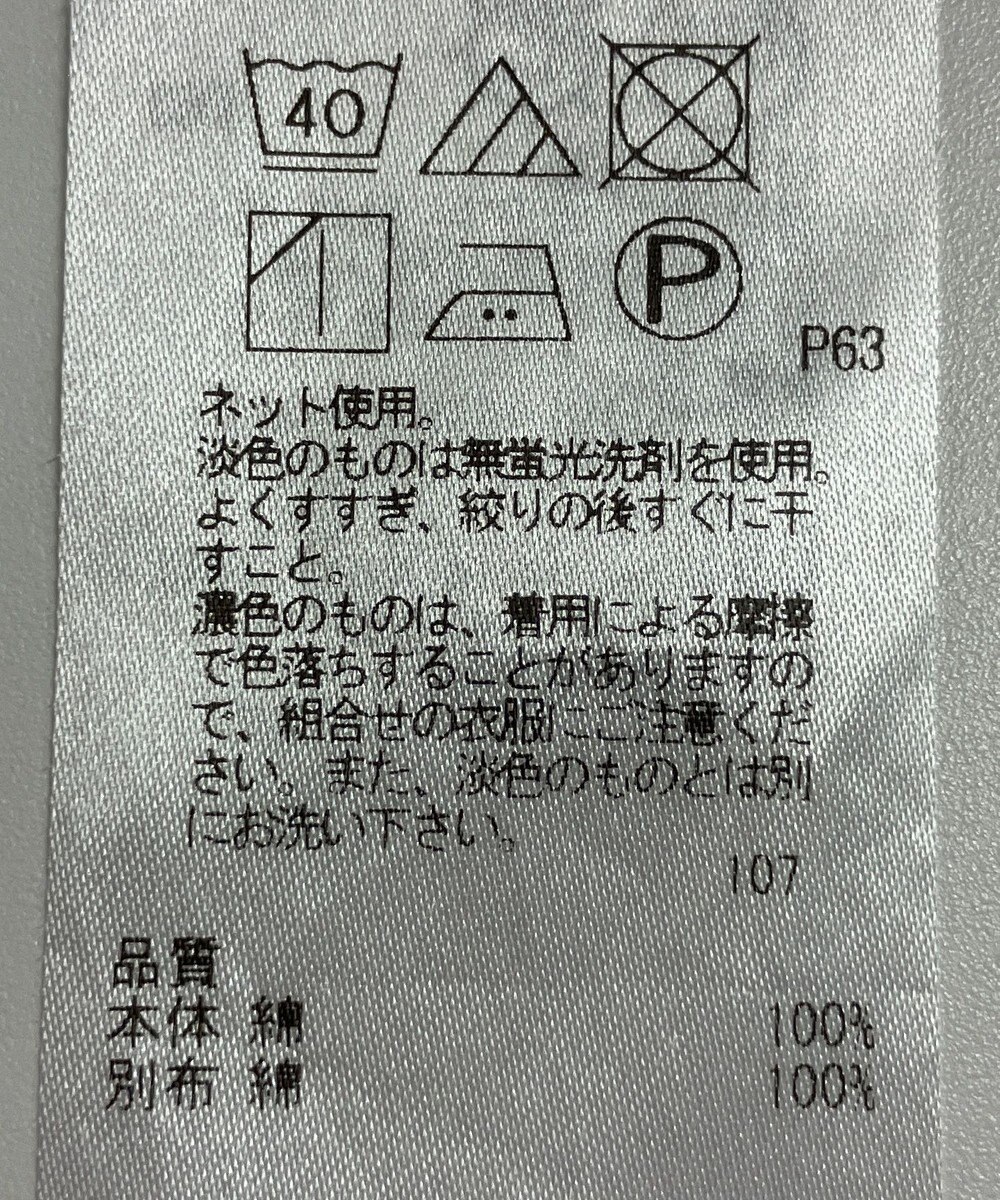 40
P
P63
ネット使用。
淡色のものは無蛍光洗剤を使用。
よくすすぎ、絞りの後すぐに干
すこと。
濃色のものは、着用による摩擦
で色落ちすることがありますの
で、組合せの衣服にご注意くだ
さい。また、淡色のものとは別
にお洗い下さい。
107
品質
本体 綿 100%
別布 綿 100%